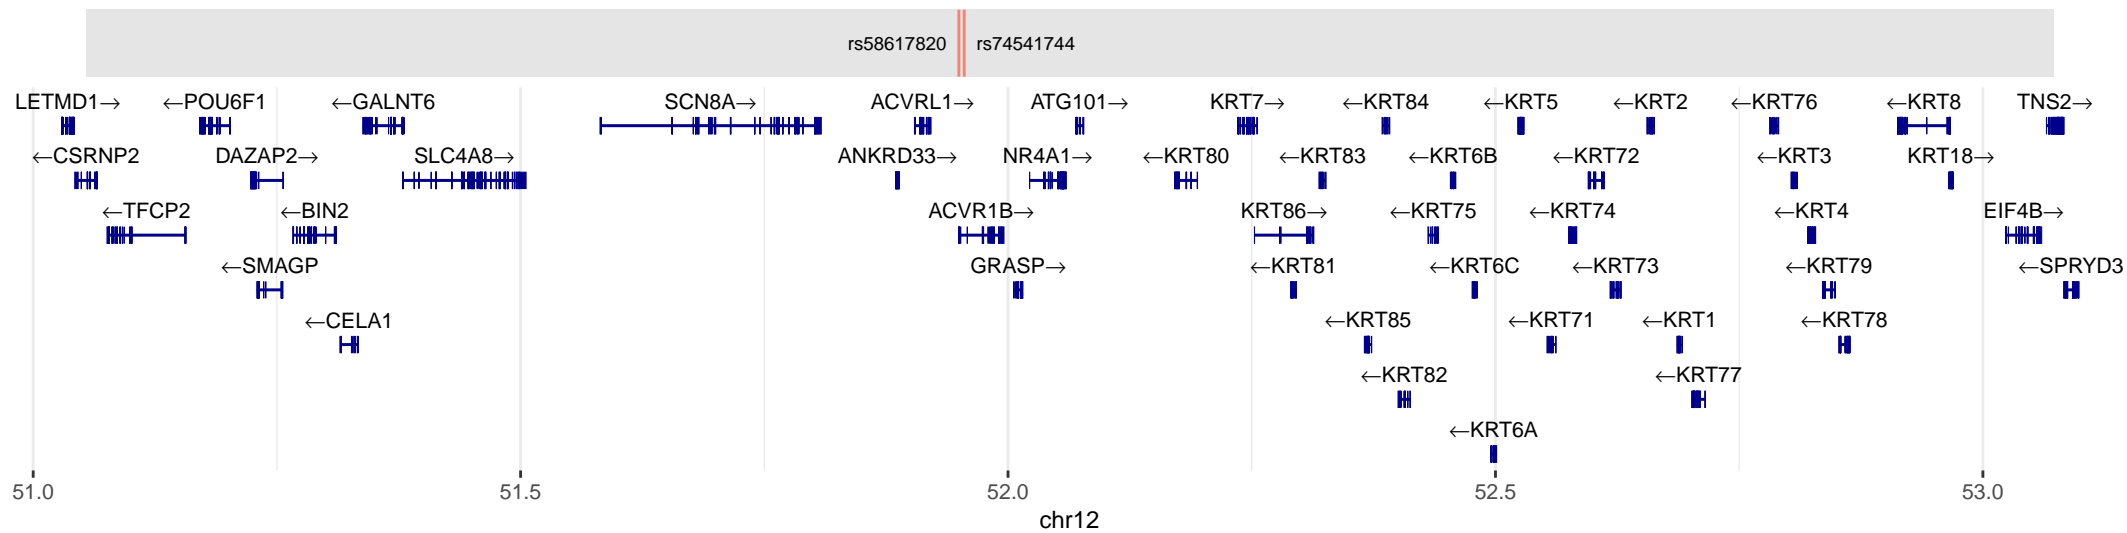 rs58617820 rs74541744
LETMD1→ ←POU6F1 ←GALNT6 SCN8A→ ACVRL1→ ATG101→ KRT7→ ←KRT84 ←KRT5 ←KRT2 ←KRT76 ←KRT8 TNS2→
←CSRNP2 DAZAP2→ SLC4A8→ ANKRD33→ NR4A1→ ←KRT80 ←KRT83 ←KRT6B ←KRT72 ←KRT3 KRT18→
←TFCP2 ←BIN2 ACVR1B→ KRT86→ ←KRT75 ←KRT74 ←KRT4 EIF4B→
←SMAGP GRASP→ ←KRT81 ←KRT6C ←KRT73 ←KRT79 ←SPRYD3
←CELA1 ←KRT85 ←KRT71 ←KRT1 ←KRT78
←KRT82 ←KRT77
←KRT6A
51.0 51.5 52.0 52.5 53.0
chr12